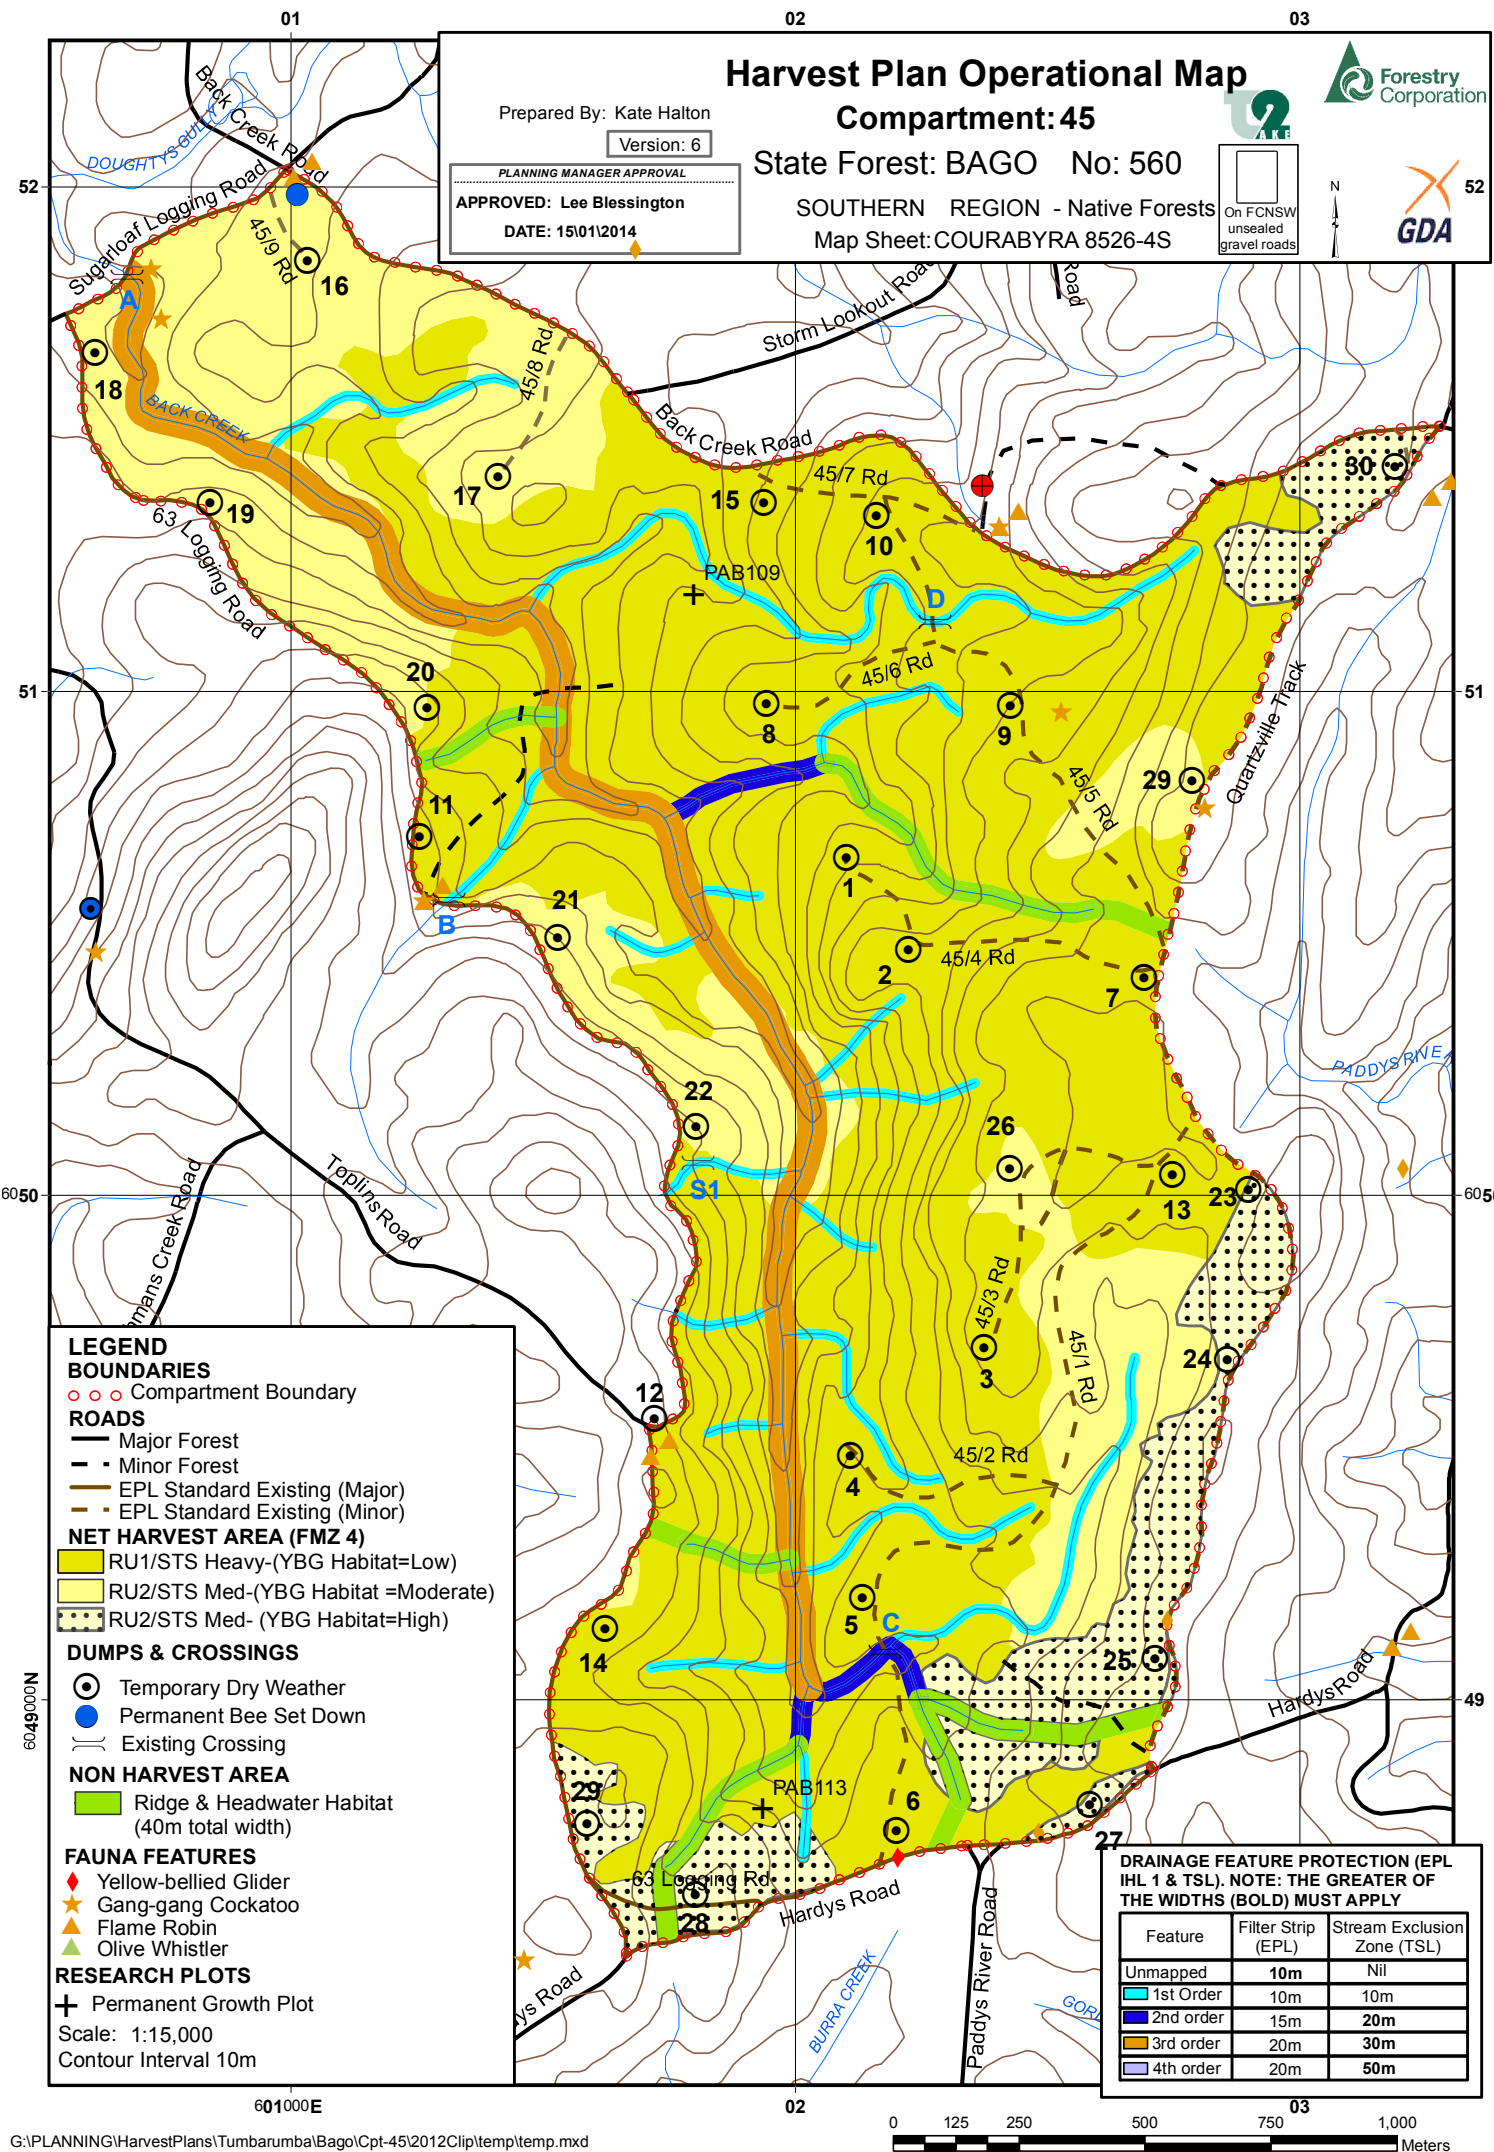 01 02 03
Harvest Plan Operational Map
Compartment: 45
State Forest: BAGO No: 560
SOUTHERN REGION - Native Forests
Map Sheet: COURABYRA 8526-4S
Prepared By: Kate Halton
Version: 6
PLANNING MANAGER APPROVAL
APPROVED: Lee Blessington
DATE: 15\01\2014
Forestry
Corporation
T2
AKE
On FCNSW
unsealed
gravel roads
N
GDA
52
52
Back Creek Road
DOUGHTYS GULLY
Sugarloaf Logging Road
45/9 Rd
16
A
18
BACK CREEK
45/8 Rd
Storm Lookout Road
Road
Back Creek Road
17
15
45/7 Rd
10
30
19
63 Logging Road
PAB109
D
20
45/6 Rd
51
51
8
9
Quartzville Track
29
45/5 Rd
11
1
21
B
2
45/4 Rd
7
PADDYS RIVE
22
26
S1
13
23
6050
Toplins Road
mans Creek Road
45/3 Rd
45/1 Rd
24
3
12
45/2 Rd
4
5
C
14
25
Hardys Road
6049000N
49
PAB113
29
6
27
63 Logging Rd
28
Hardys Road
ys Road
BURRA CREEK
Paddys River Road
GOR
LEGEND
BOUNDARIES
Compartment Boundary
ROADS
Major Forest
Minor Forest
EPL Standard Existing (Major)
EPL Standard Existing (Minor)
NET HARVEST AREA (FMZ 4)
RU1/STS Heavy-(YBG Habitat=Low)
RU2/STS Med-(YBG Habitat =Moderate)
RU2/STS Med- (YBG Habitat=High)
DUMPS & CROSSINGS
Temporary Dry Weather
Permanent Bee Set Down
Existing Crossing
NON HARVEST AREA
Ridge & Headwater Habitat
(40m total width)
FAUNA FEATURES
Yellow-bellied Glider
Gang-gang Cockatoo
Flame Robin
Olive Whistler
RESEARCH PLOTS
Permanent Growth Plot
Scale: 1:15,000
Contour Interval 10m
DRAINAGE FEATURE PROTECTION (EPL
IHL 1 & TSL). NOTE: THE GREATER OF
THE WIDTHS (BOLD) MUST APPLY
Feature Filter Strip (EPL) Stream Exclusion Zone (TSL)
Unmapped 10m Nil
1st Order 10m 10m
2nd order 15m 20m
3rd order 20m 30m
4th order 20m 50m
601000E 02 03
0 125 250 500 750 1,000
Meters
G:\PLANNING\HarvestPlans\Tumbarumba\Bago\Cpt-45\2012Clip\temp\temp.mxd